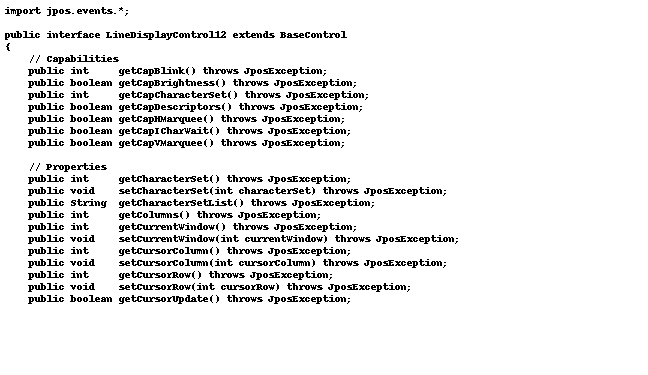 import jpos.events.*;

public interface LineDisplayControl12 extends BaseControl
{
    // Capabilities
    public int     getCapBlink() throws JposException;
    public boolean getCapBrightness() throws JposException;
    public int     getCapCharacterSet() throws JposException;
    public boolean getCapDescriptors() throws JposException;
    public boolean getCapHMarquee() throws JposException;
    public boolean getCapICharWait() throws JposException;
    public boolean getCapVMarquee() throws JposException;

    // Properties
    public int     getCharacterSet() throws JposException;
    public void    setCharacterSet(int characterSet) throws JposException;
    public String  getCharacterSetList() throws JposException;
    public int     getColumns() throws JposException;
    public int     getCurrentWindow() throws JposException;
    public void    setCurrentWindow(int currentWindow) throws JposException;
    public int     getCursorColumn() throws JposException;
    public void    setCursorColumn(int cursorColumn) throws JposException;
    public int     getCursorRow() throws JposException;
    public void    setCursorRow(int cursorRow) throws JposException;
    public boolean getCursorUpdate() throws JposException;